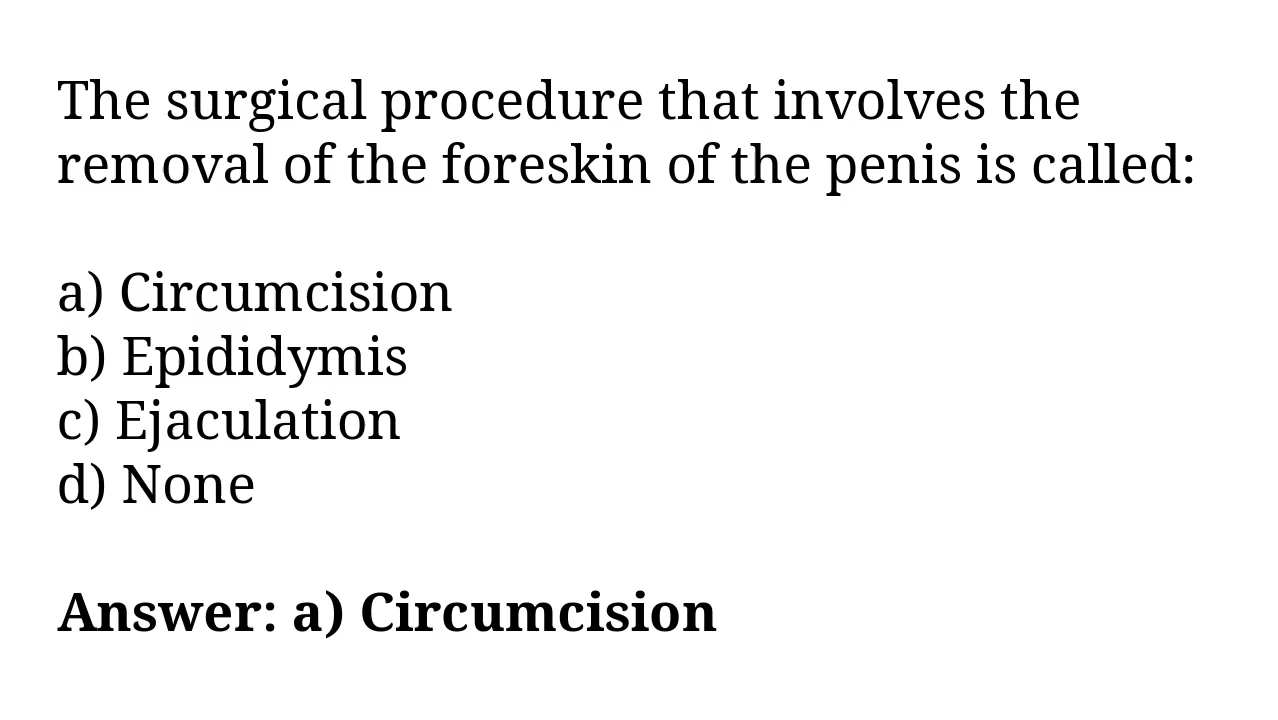 The surgical procedure that involves the
removal of the foreskin of the penis is called:
a) Circumcision
b) Epididymis
c) Ejaculation
d) None
Answer: a) Circumcision